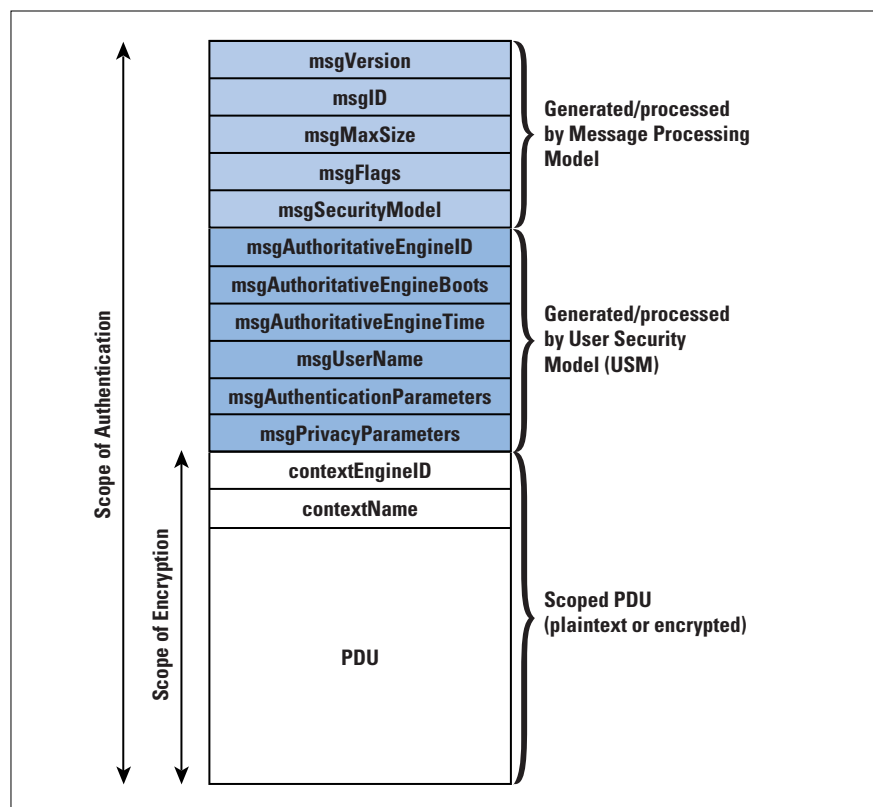 msgVersion
msgID
msgMaxSize
msgFlags
msgSecurityModel
Generated/processed
by Message Processing
Model
msgAuthoritativeEngineID
msgAuthoritativeEngineBoots
msgAuthoritativeEngineTime
msgUserName
msgAuthenticationParameters
msgPrivacyParameters
Generated/processed
by User Security
Model (USM)
contextEngineID
contextName
PDU
Scoped PDU
(plaintext or encrypted)
Scope of Authentication
Scope of Encryption